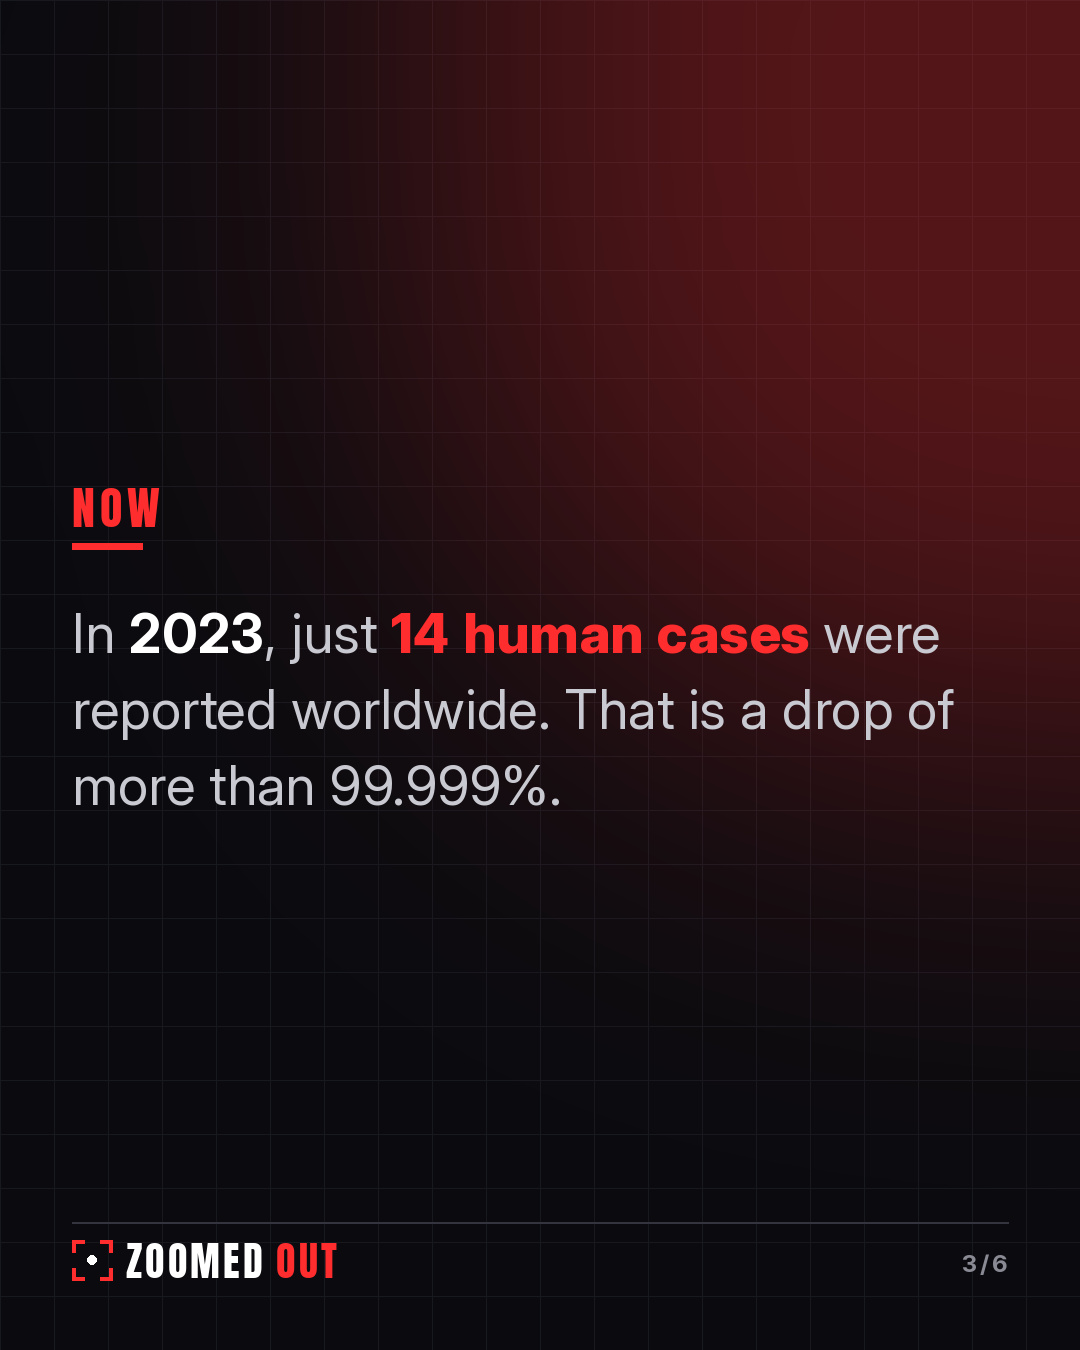 NOW
In 2023, just 14 human cases were
reported worldwide. That is a drop of
more than 99.999%.
ZOOMED OUT
3/6